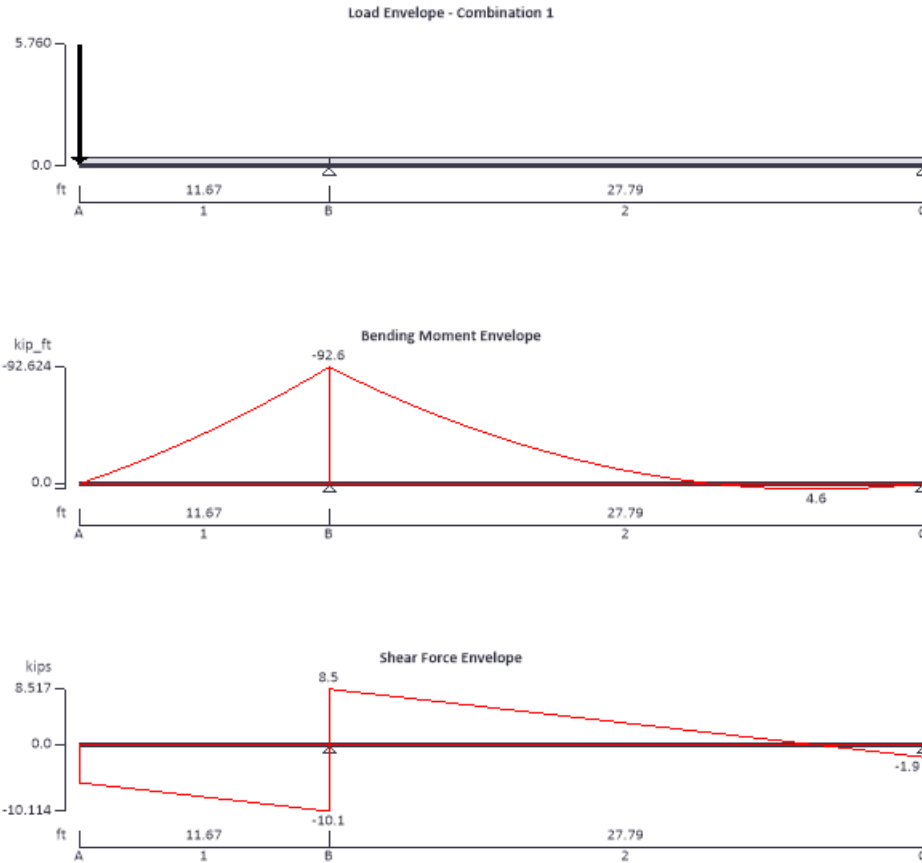 Load Envelope - Combination 1
5.760
0.0
ft 11.67 27.79
A 1 B 2
Bending Moment Envelope
kip_ft
-92.6
-92.624
0.0
4.6
ft 11.67 27.79
A 1 B 2
Shear Force Envelope
kips
8.5
8.517
0.0
-1.9
-10.114
-10.1
ft 11.67 27.79
A 1 B 2